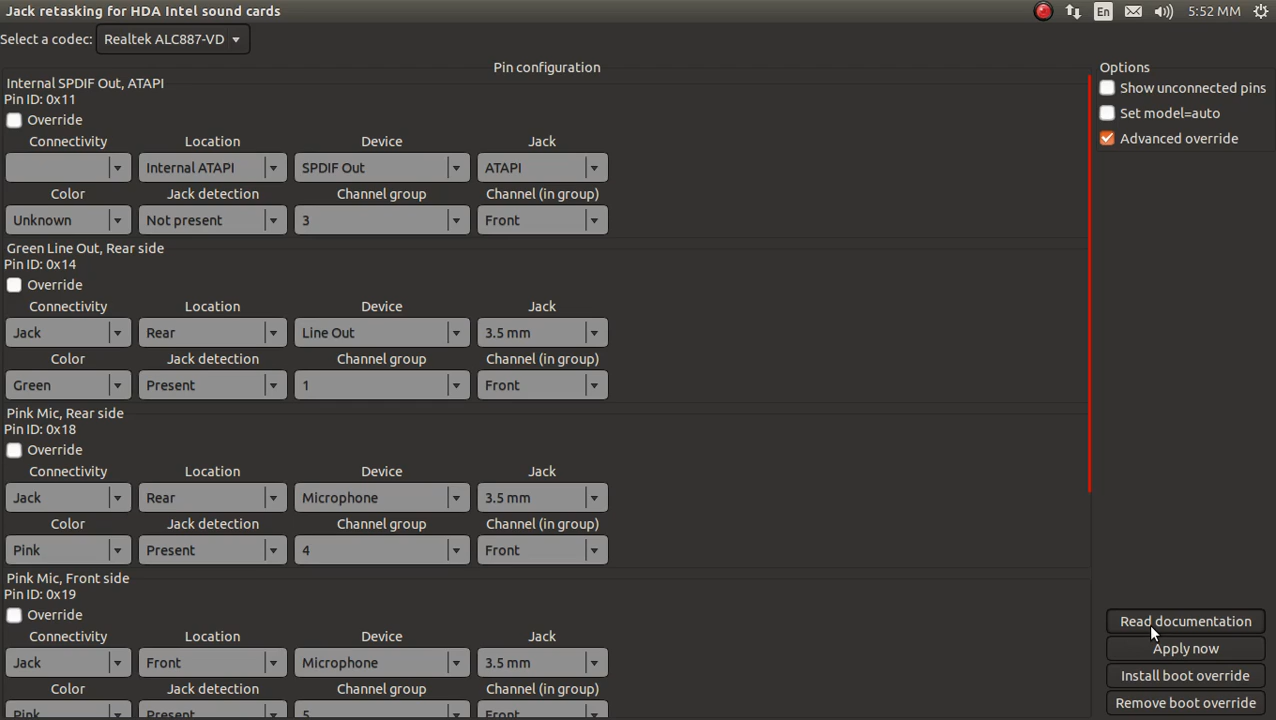 Jack retasking for HDA Intel sound cards
En
5:52 MM
Select a codec: Realtek ALC887-VD
Pin configuration
Options
Show unconnected pins
Set model=auto
Advanced override
Internal SPDIF Out, ATAPI
Pin ID: 0x11
Override
Connectivity Location Device Jack
Internal ATAPI SPDIF Out ATAPI
Color Jack detection Channel group Channel (in group)
Unknown Not present 3 Front
Green Line Out, Rear side
Pin ID: 0x14
Override
Connectivity Location Device Jack
Jack Rear Line Out 3.5 mm
Color Jack detection Channel group Channel (in group)
Green Present 1 Front
Pink Mic, Rear side
Pin ID: 0x18
Override
Connectivity Location Device Jack
Jack Rear Microphone 3.5 mm
Color Jack detection Channel group Channel (in group)
Pink Present 4 Front
Pink Mic, Front side
Pin ID: 0x19
Override
Connectivity Location Device Jack
Jack Front Microphone 3.5 mm
Color Jack detection Channel group Channel (in group)
Pink Present 5 Front
Read documentation
Apply now
Install boot override
Remove boot override